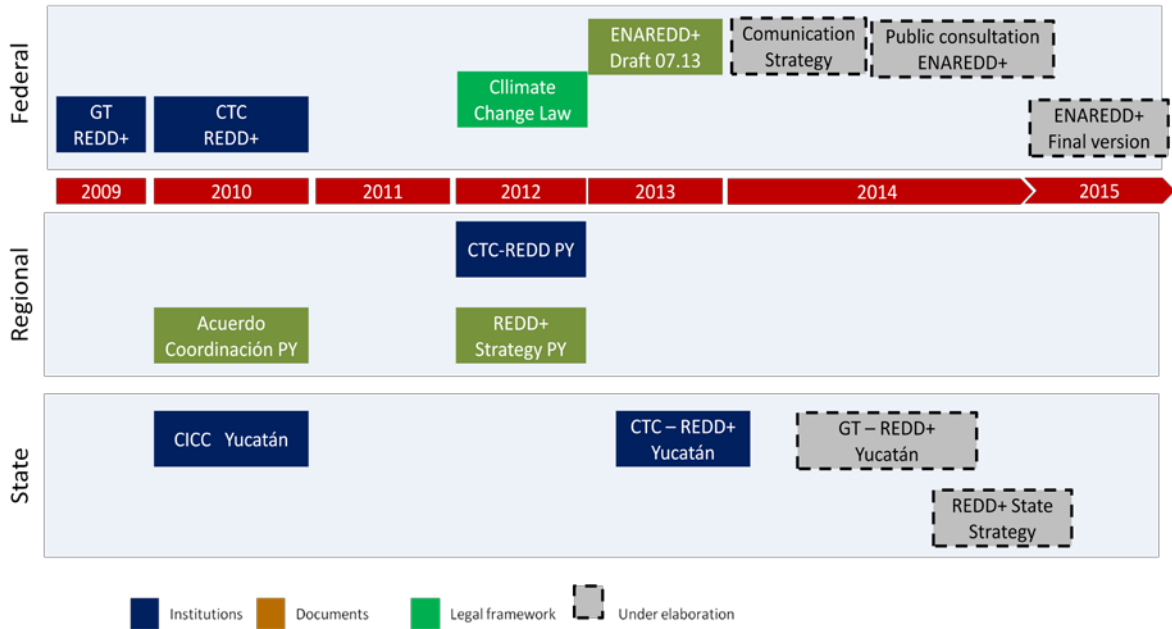 Federal
GT
REDD+
CTC
REDD+
Cllimate
Change Law
ENAREDD+
Draft 07.13
Comunication
Strategy
Public consultation
ENAREDD+
ENAREDD+
Final version
2009
2010
2011
2012
2013
2014
2015
Regional
CTC-REDD PY
Acuerdo
Coordinación PY
REDD+
Strategy PY
State
CICC Yucatán
CTC – REDD+
Yucatán
GT – REDD+
Yucatán
REDD+ State
Strategy
Institutions
Documents
Legal framework
Under elaboration